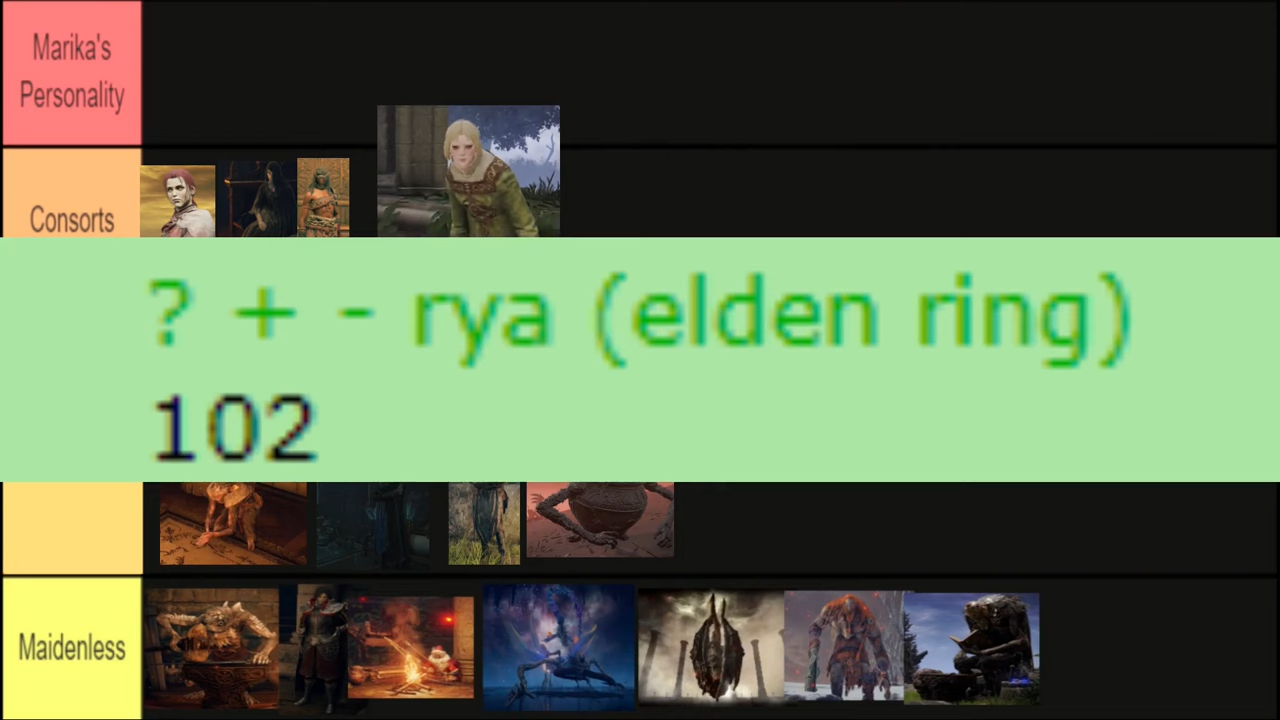 Marika's
Personality
Consorts
? + - rya (elden ring)
102
Maidenless